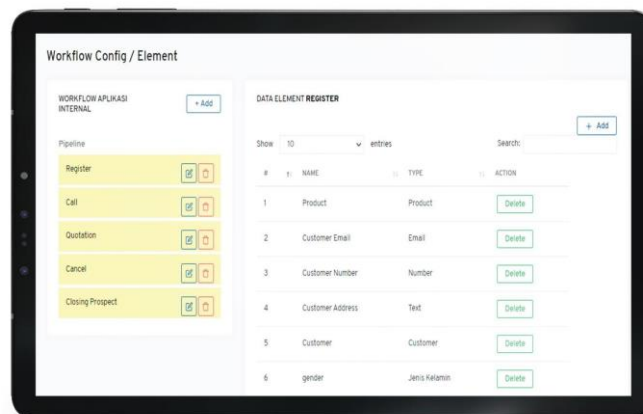 Workflow Config / Element
WORKFLOW APLIKASI
INTERNAL
+ Add
Pipeline
Register
Call
Quotation
Cancel
Closing Prospect
DATA ELEMENT REGISTER
+ Add
Show 10 entries
Search:
# NAME TYPE ACTION
1 Product Product Delete
2 Customer Email Email Delete
3 Customer Number Number Delete
4 Customer Address Text Delete
5 Customer Customer Delete
6 gender Jenis Kelamin Delete